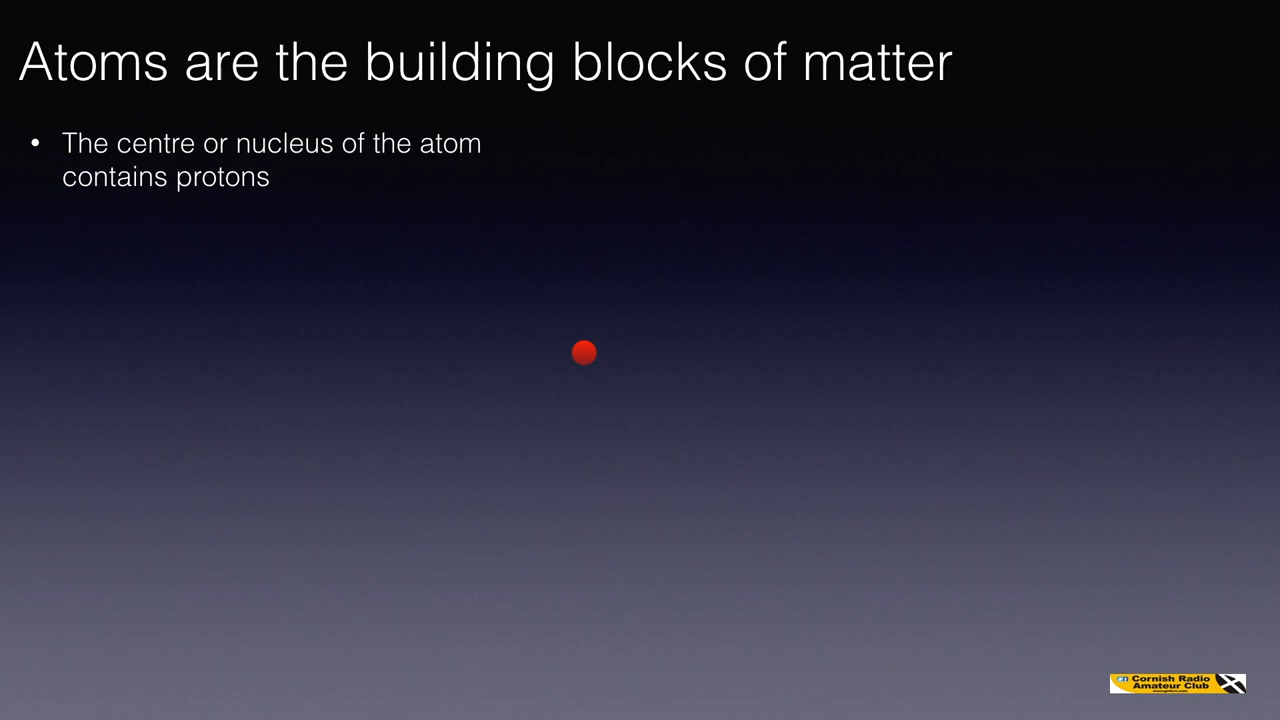 Atoms are the building blocks of matter
• The centre or nucleus of the atom
contains protons
Cornish Radio
Amateur Club